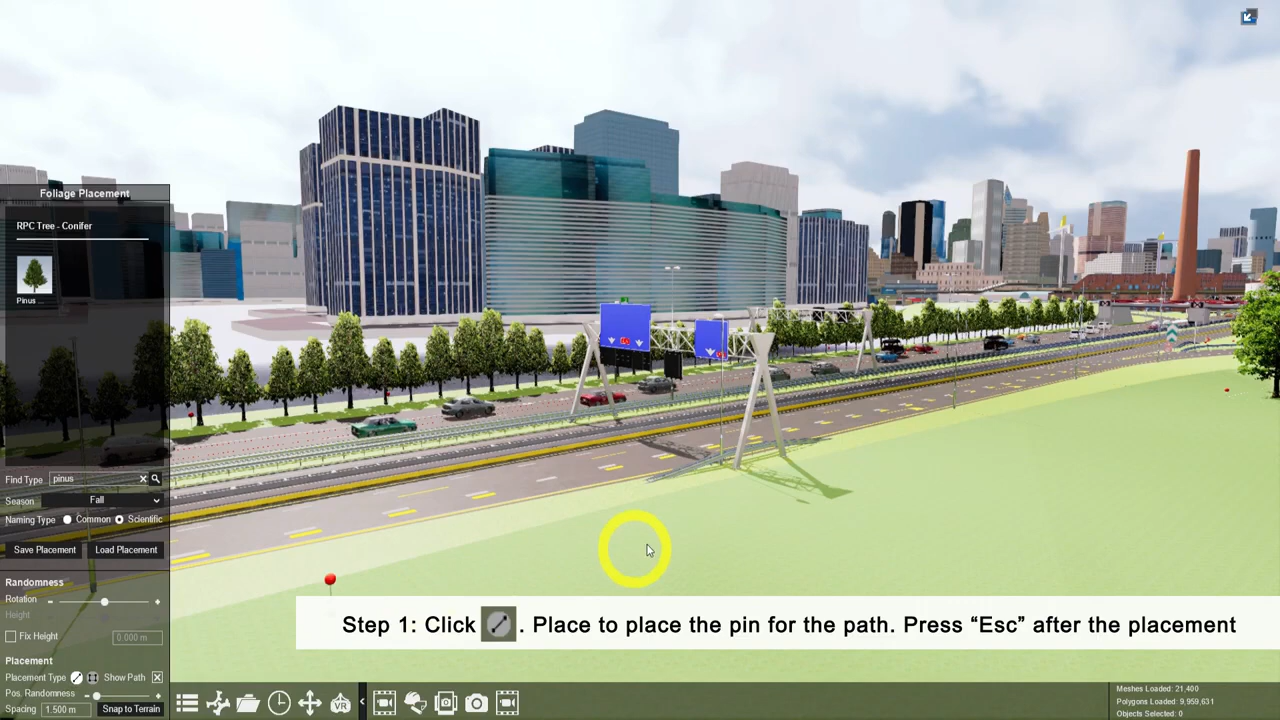 Foliage Placement
RPC Tree - Conifer
Pinus ...
Find Type pinus
Season Fall
Naming Type Common Scientific
Save Placement Load Placement
Randomness
Rotation
Height
Fix Height 0.000 m
Step 1: Click . Place to place the pin for the path. Press “Esc” after the placement
Placement
Placement Type Show Path
Pos. Randomness
Spacing 1.500 m Snap to Terrain
VR
Meshes Loaded: 21,400
Polygons Loaded: 9,959,631
Objects Selected: 0